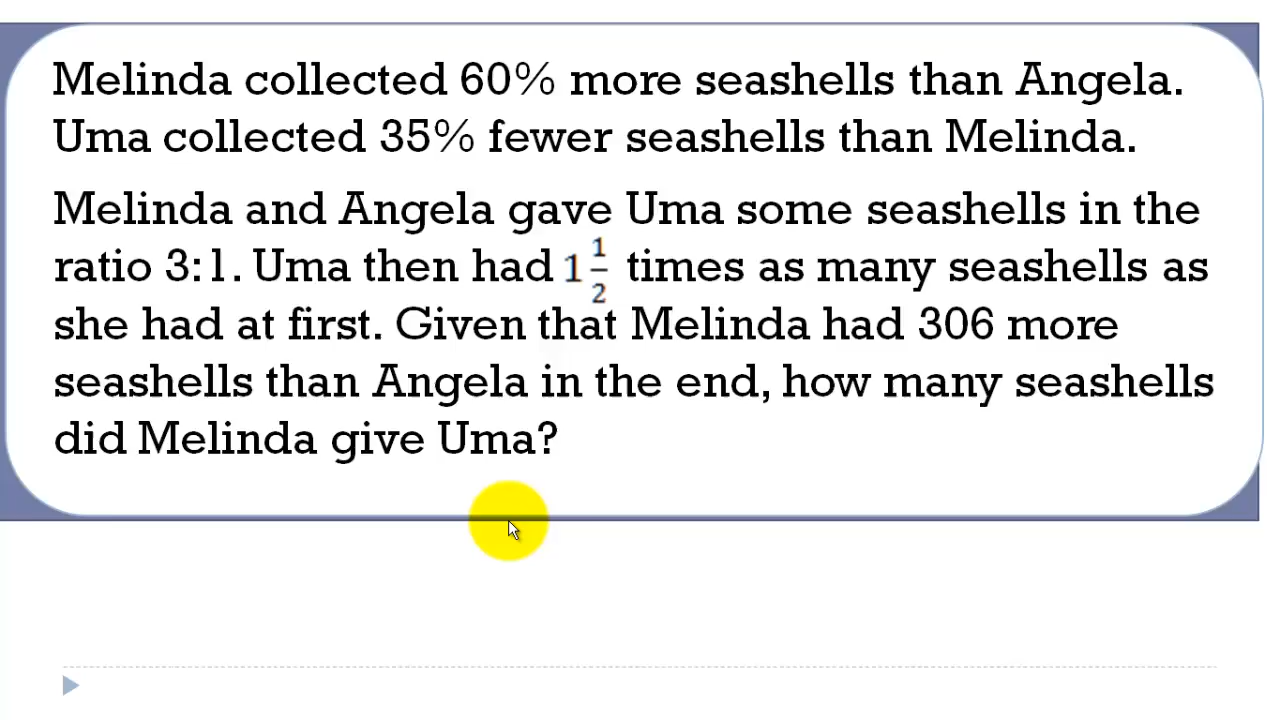 Melinda collected 60% more seashells than Angela.
Uma collected 35% fewer seashells than Melinda.
Melinda and Angela gave Uma some seashells in the
ratio 3:1. Uma then had 1 1/2 times as many seashells as
she had at first. Given that Melinda had 306 more
seashells than Angela in the end, how many seashells
did Melinda give Uma?